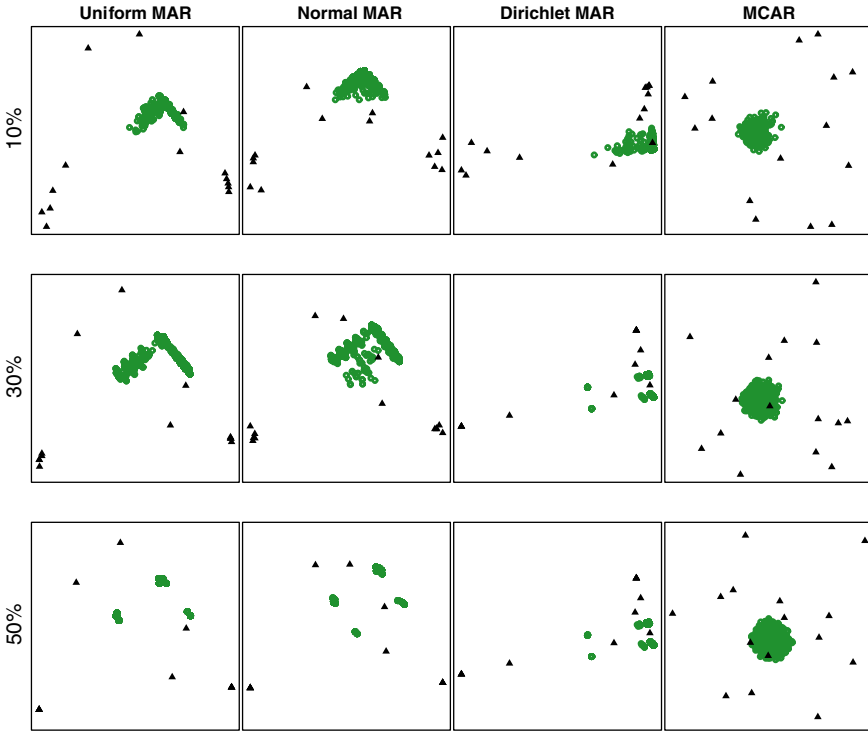 Uniform MAR
Normal MAR
Dirichlet MAR
MCAR
10%
30%
50%